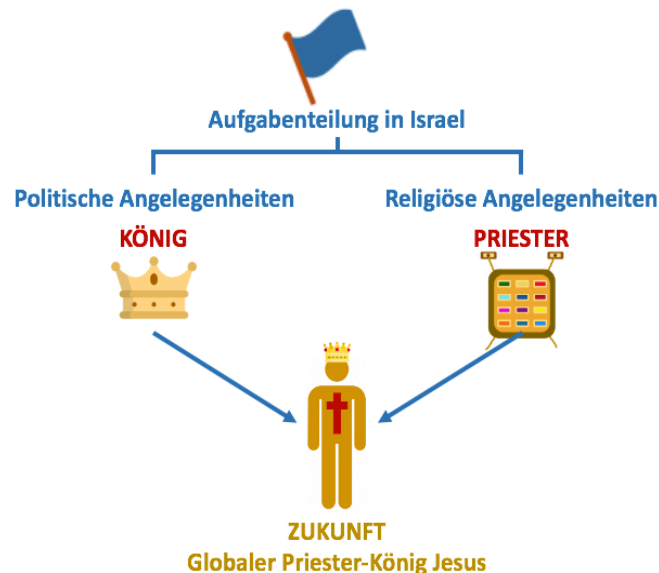 Aufgabenteilung in Israel
Politische Angelegenheiten
KÖNIG
Religiöse Angelegenheiten
PRIESTER
ZUKUNFT
Globaler Priester-König Jesus